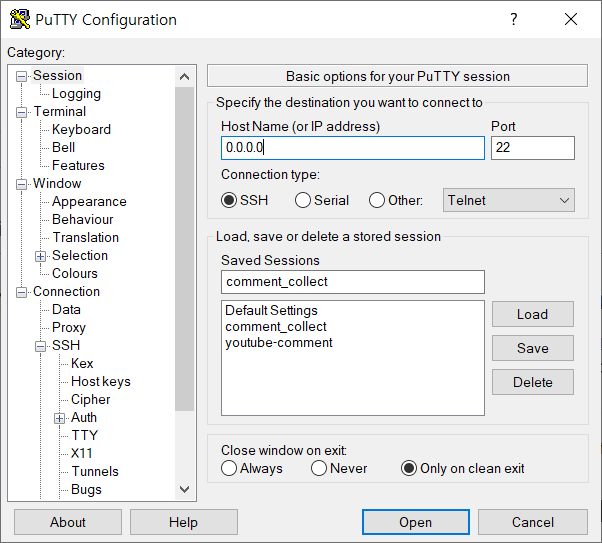 PuTTY Configuration
?
Category:
Session
Logging
Terminal
Keyboard
Bell
Features
Window
Appearance
Behaviour
Translation
Selection
Colours
Connection
Data
Proxy
SSH
Kex
Host keys
Cipher
Auth
TTY
X11
Tunnels
Bugs
Basic options for your PuTTY session
Specify the destination you want to connect to
Host Name (or IP address) Port
0.0.0.0 22
Connection type:
SSH Serial Other: Telnet
Load, save or delete a stored session
Saved Sessions
comment_collect
Default Settings
comment_collect
youtube-comment
Load
Save
Delete
Close window on exit:
Always Never Only on clean exit
About Help Open Cancel